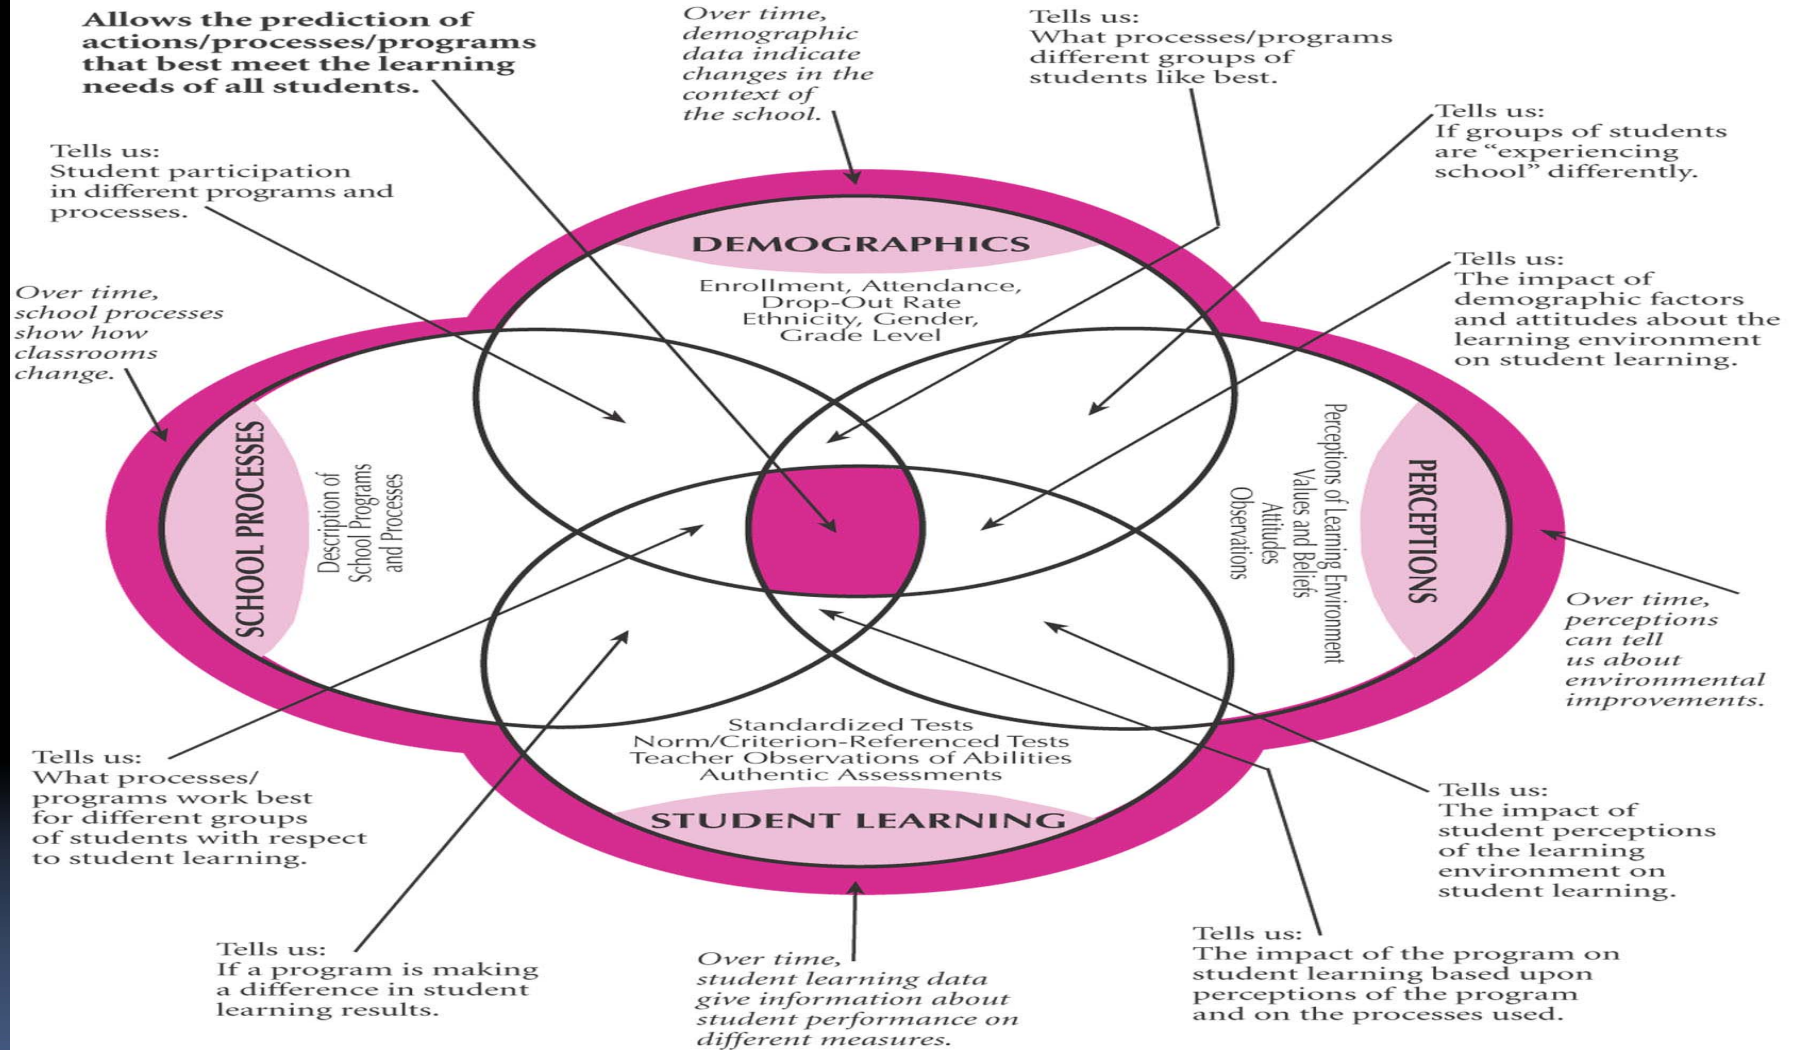 Allows the prediction of
actions/processes/programs
that best meet the learning
needs of all students.
Over time,
demographic
data indicate
changes in the
context of
the school.
Tells us:
What processes/programs
different groups of
students like best.
Tells us:
If groups of students
are “experiencing
school” differently.
Tells us:
Student participation
in different programs and
processes.
Tells us:
The impact of
demographic factors
and attitudes about the
learning environment
on student learning.
Over time,
school processes
show how
classrooms
change.
DEMOGRAPHICS
Enrollment, Attendance,
Drop-Out Rate
Ethnicity, Gender,
Grade Level
SCHOOL PROCESSES
Description of
School Programs
and Processes
PERCEPTIONS
Perceptions of Learning Environment
Values and Beliefs
Attitudes
Observations
Over time,
perceptions
can tell
us about
environmental
improvements.
Standardized Tests
Norm/Criterion-Referenced Tests
Teacher Observations of Abilities
Authentic Assessments
STUDENT LEARNING
Tells us:
What processes/
programs work best
for different groups
of students with respect
to student learning.
Tells us:
The impact of
student perceptions
of the learning
environment on
student learning.
Tells us:
If a program is making
a difference in student
learning results.
Over time,
student learning data
give information about
student performance on
different measures.
Tells us:
The impact of the program on
student learning based upon
perceptions of the program
and on the processes used.